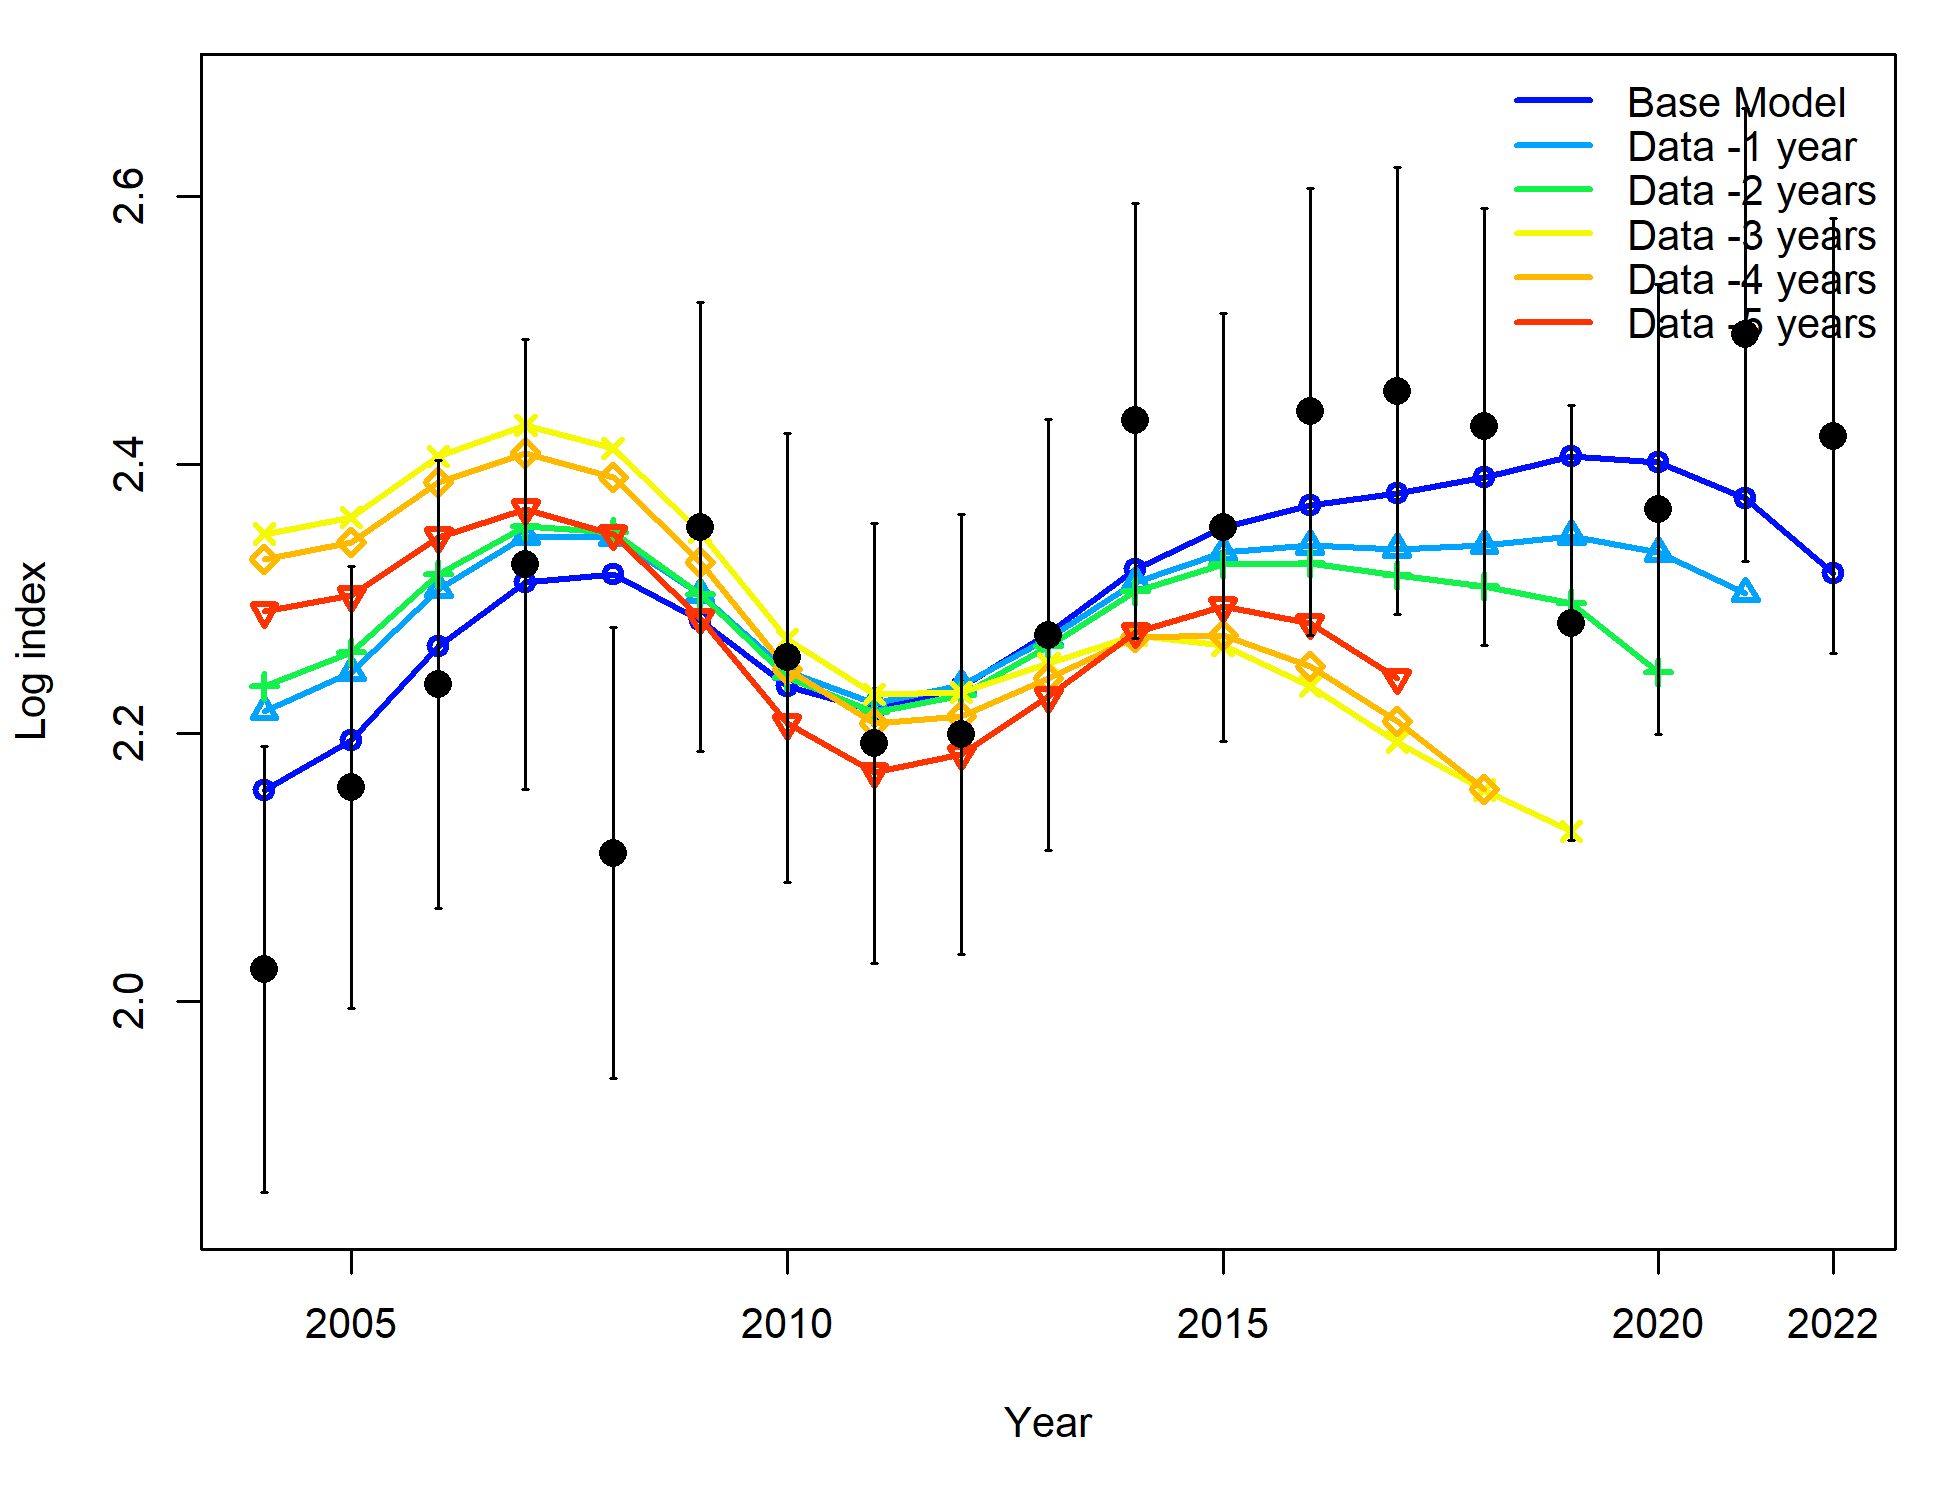 Base Model
Data -1 year
Data -2 years
Data -3 years
Data -4 years
Data -5 years
2.6
2.4
2.2
2.0
Log index
2005 2010 2015 2020 2022
Year